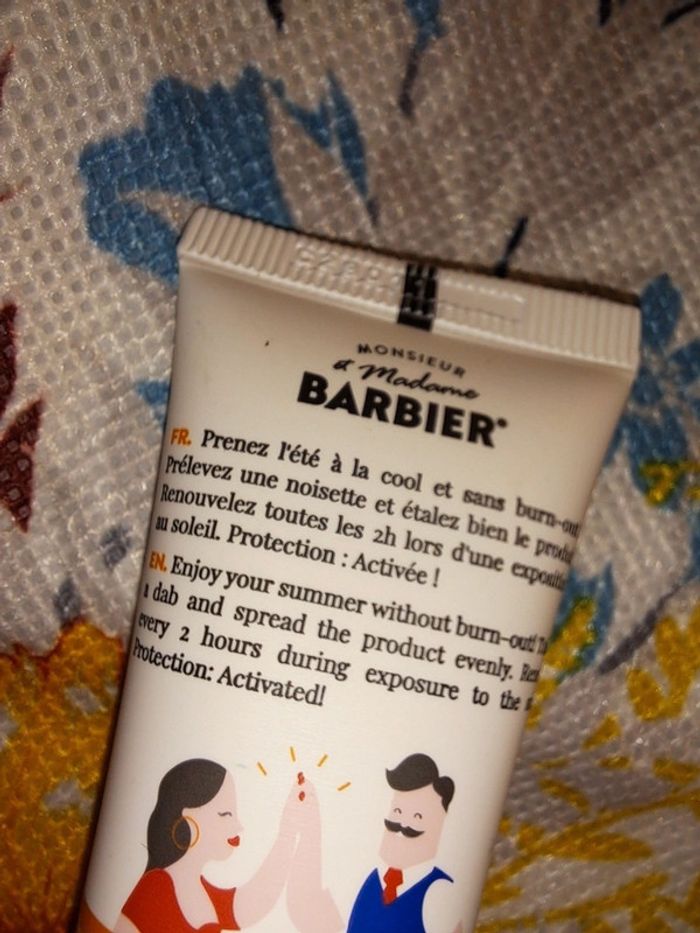 MONSIEUR
et Madame
BARBIER
FR. Prenez l'été à la cool et sans burn-out
Prélevez une noisette et étalez bien le
Renouvelez toutes les 2h lors d'une
au soleil. Protection : Activée !
EN. Enjoy your summer without burn-out!
a dab and spread the product evenly.
every 2 hours during exposure to the
Protection: Activated!